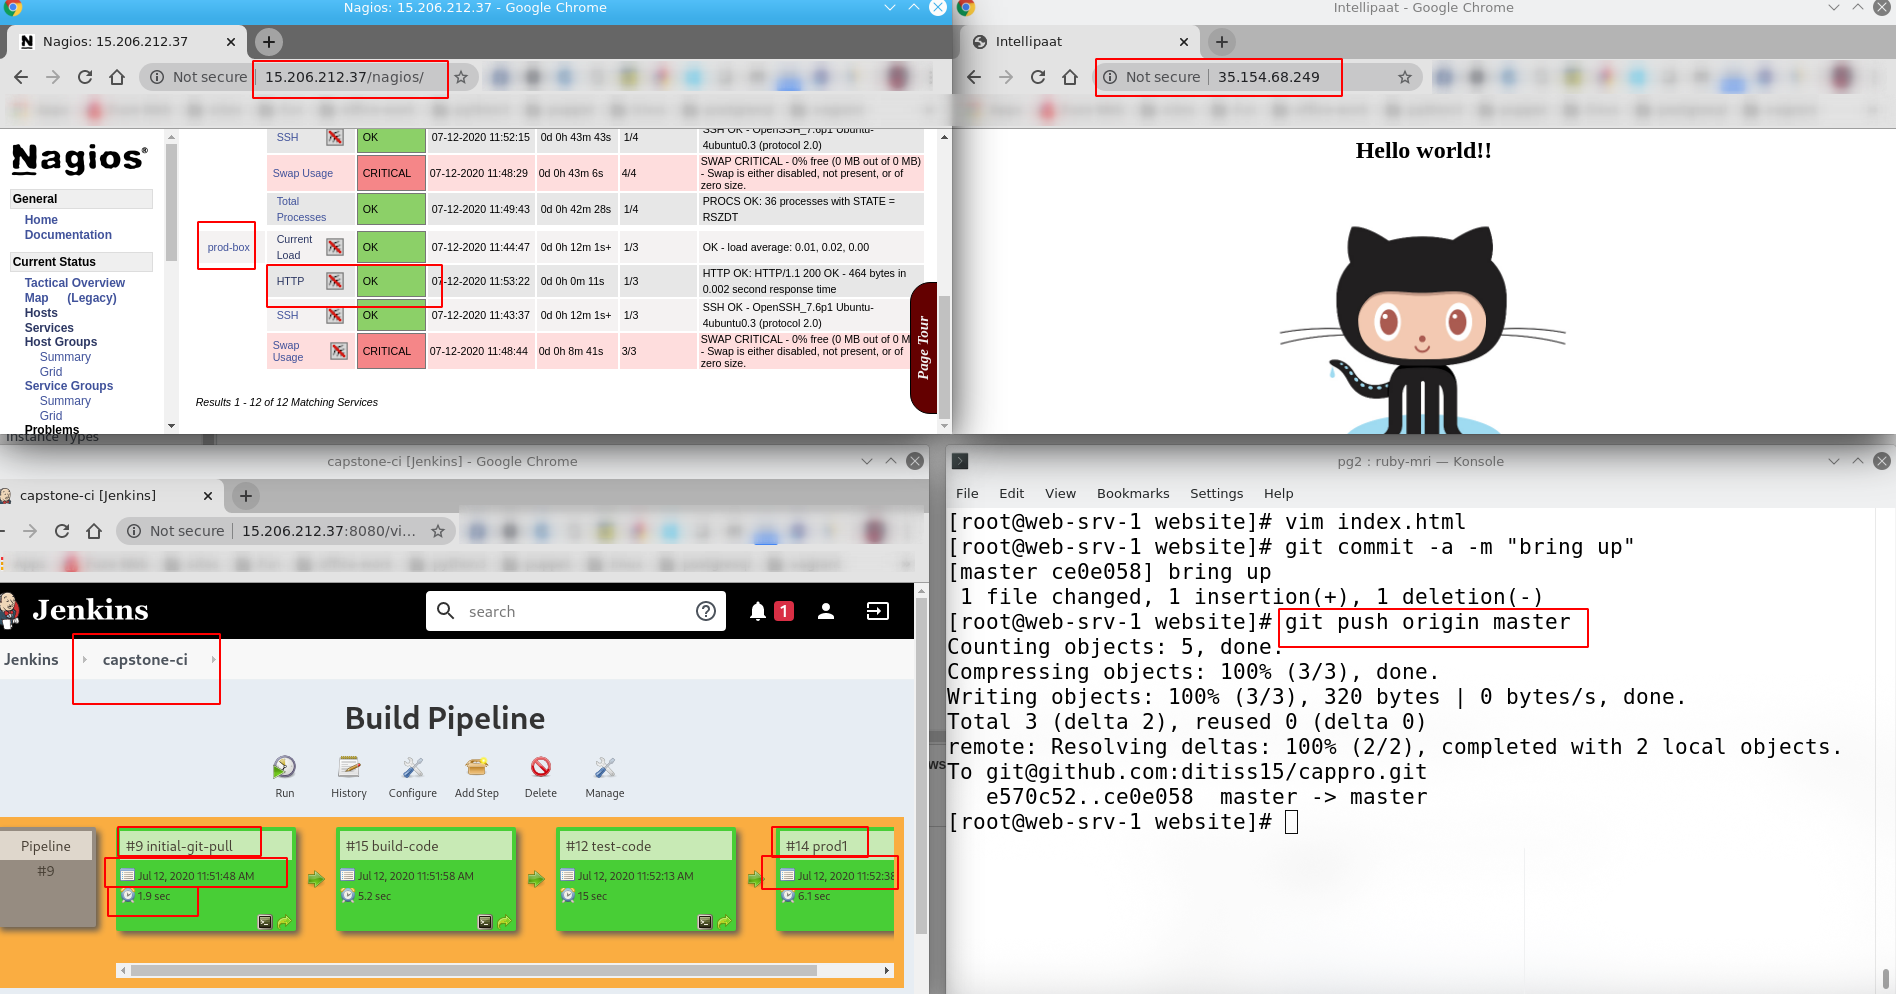 Nagios: 15.206.212.37 - Google Chrome
Nagios: 15.206.212.37
Not secure | 15.206.212.37/nagios/
Nagios®
General
Home
Documentation
Current Status
Tactical Overview
Map (Legacy)
Hosts
Services
Host Groups
Summary
Grid
Service Groups
Summary
Grid
Problems
SSH OK 07-12-2020 11:52:15 0d 0h 43m 43s 1/4 SSH OK - OpenSSH_7.6p1 Ubuntu-
4ubuntu0.3 (protocol 2.0)
Swap Usage CRITICAL 07-12-2020 11:48:29 0d 0h 43m 6s 4/4 SWAP CRITICAL - 0% free (0 MB out of 0 MB)
- Swap is either disabled, not present, or of
zero size.
Total
Processes OK 07-12-2020 11:49:43 0d 0h 42m 28s 1/4 PROCS OK: 36 processes with STATE =
RSZDT
prod-box
Current
Load OK 07-12-2020 11:44:47 0d 0h 12m 1s+ 1/3 OK - load average: 0.01, 0.02, 0.00
HTTP OK 07-12-2020 11:53:22 0d 0h 0m 11s 1/3 HTTP OK: HTTP/1.1 200 OK - 464 bytes in
0.002 second response time
SSH OK 07-12-2020 11:43:37 0d 0h 12m 1s+ 1/3 SSH OK - OpenSSH_7.6p1 Ubuntu-
4ubuntu0.3 (protocol 2.0)
Swap
Usage CRITICAL 07-12-2020 11:48:44 0d 0h 8m 41s 3/3 SWAP CRITICAL - 0% free (0 MB out of 0 M
- Swap is either disabled, not present, or of
zero size.
Page Tour
Results 1 - 12 of 12 Matching Services
Instance Types
Intellipaat - Google Chrome
Intellipaat
Not secure | 35.154.68.249
Hello world!!
capstone-ci [Jenkins] - Google Chrome
capstone-ci [Jenkins]
Not secure | 15.206.212.37:8080/vi...
Jenkins
search
1
Jenkins
capstone-ci
Build Pipeline
Run
History
Configure
Add Step
Delete
Manage
Pipeline
#9
#9 initial-git-pull
Jul 12, 2020 11:51:48 AM
1.9 sec
#15 build-code
Jul 12, 2020 11:51:58 AM
5.2 sec
#12 test-code
Jul 12, 2020 11:52:13 AM
15 sec
#14 prod1
Jul 12, 2020 11:52:38
6.1 sec
ws
pg2 : ruby-mri — Konsole
File Edit View Bookmarks Settings Help
[root@web-srv-1 website]# vim index.html
[root@web-srv-1 website]# git commit -a -m "bring up"
[master ce0e058] bring up
1 file changed, 1 insertion(+), 1 deletion(-)
[root@web-srv-1 website]# git push origin master
Counting objects: 5, done.
Compressing objects: 100% (3/3), done.
Writing objects: 100% (3/3), 320 bytes | 0 bytes/s, done.
Total 3 (delta 2), reused 0 (delta 0)
remote: Resolving deltas: 100% (2/2), completed with 2 local objects.
To git@github.com:ditiss15/cappro.git
e570c52..ce0e058 master -> master
[root@web-srv-1 website]#